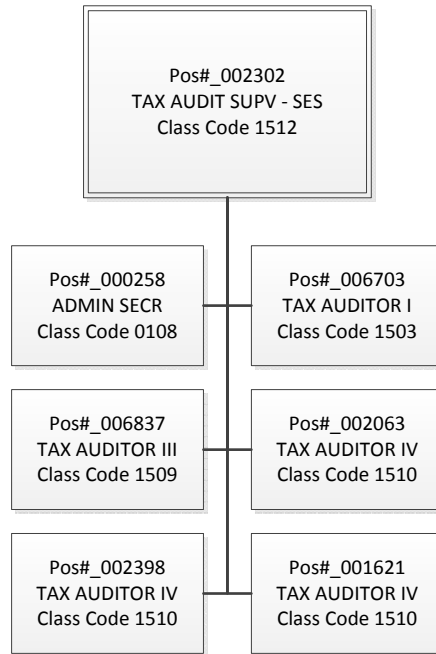 Pos#_002302
TAX AUDIT SUPV - SES
Class Code 1512
Pos#_000258
ADMIN SECR
Class Code 0108
Pos#_006703
TAX AUDITOR I
Class Code 1503
Pos#_006837
TAX AUDITOR III
Class Code 1509
Pos#_002063
TAX AUDITOR IV
Class Code 1510
Pos#_002398
TAX AUDITOR IV
Class Code 1510
Pos#_001621
TAX AUDITOR IV
Class Code 1510